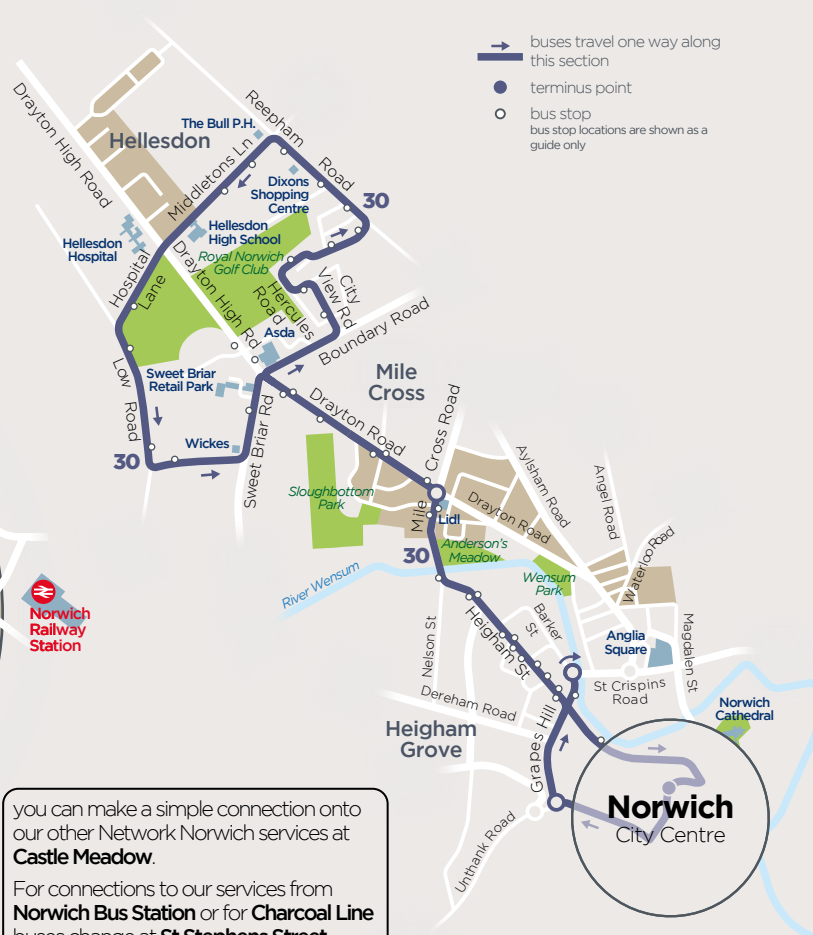 buses travel one way along
this section
terminus point
bus stop
bus stop locations are shown as a
guide only
Drayton High Road
Hellesdon
The Bull P.H.
Reepham
Road
Middletons Ln
Dixons
Shopping
Centre
30
Hellesdon
High School
Hellesdon
Hospital
Royal Norwich
Golf Club
Hospital
Lane
Drayton High Rd
Hercules
Road
City
View Rd
Asda
Boundary Road
Low
Road
Sweet Briar
Retail Park
Mile
Cross
Wickes
30
Sweet Briar Rd
Drayton Road
Mile
Cross Road
Sloughbottom
Park
Lidl
Drayton Road
Aylsham Road
Angel Road
Waterloo Road
30
Anderson's
Meadow
Wensum
Park
River Wensum
Norwich
Railway
Station
Nelson St
Heigham St
Barker
St
Anglia
Square
Magdalen St
St Crispins
Road
Dereham Road
Norwich
Cathedral
Heigham
Grove
Grapes Hill
Norwich
City Centre
Unthank Road
you can make a simple connection onto
our other Network Norwich services at
Castle Meadow.
For connections to our services from
Norwich Bus Station or for Charcoal Line
buses change at St Stephens Street